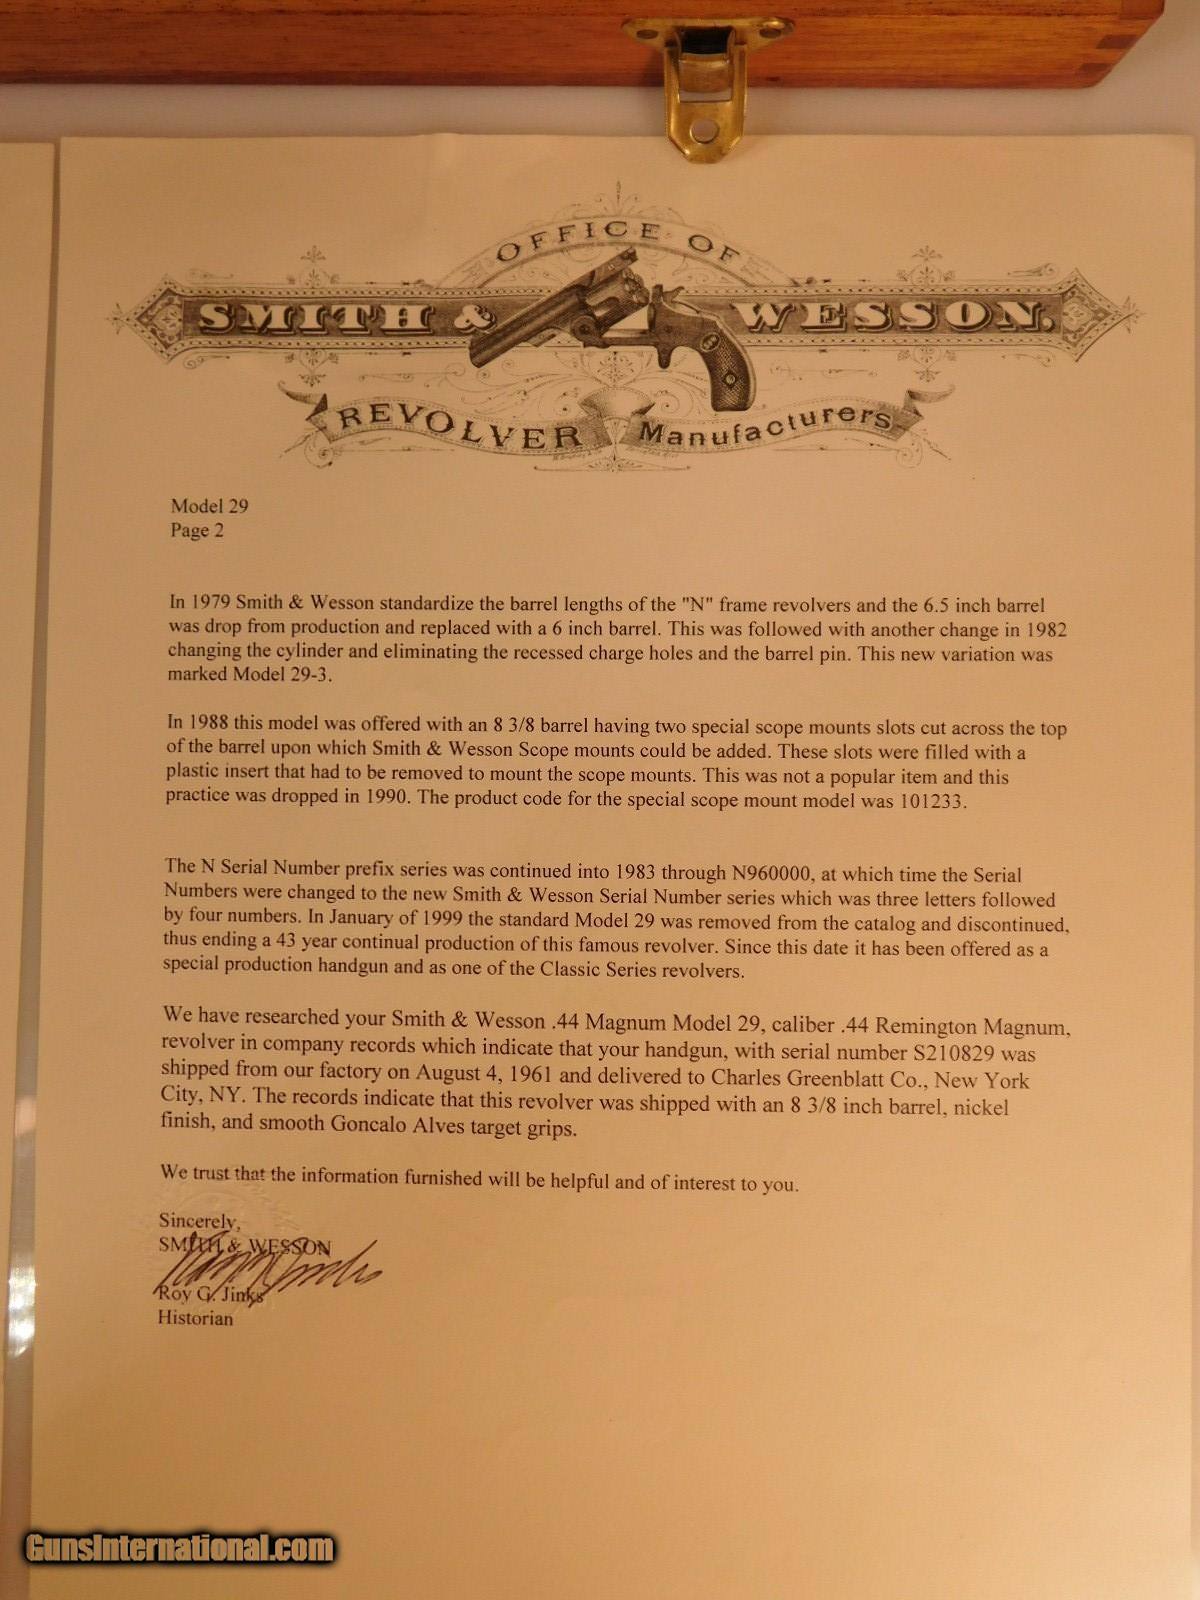 OFFICE OF
SMITH & WESSON.
REVOLVER Manufacturers
Model 29
Page 2
In 1979 Smith & Wesson standardize the barrel lengths of the "N" frame revolvers and the 6.5 inch barrel
was drop from production and replaced with a 6 inch barrel. This was followed with another change in 1982
changing the cylinder and eliminating the recessed charge holes and the barrel pin. This new variation was
marked Model 29-3.
In 1988 this model was offered with an 8 3/8 barrel having two special scope mounts slots cut across the top
of the barrel upon which Smith & Wesson Scope mounts could be added. These slots were filled with a
plastic insert that had to be removed to mount the scope mounts. This was not a popular item and this
practice was dropped in 1990. The product code for the special scope mount model was 101233.
The N Serial Number prefix series was continued into 1983 through N960000, at which time the Serial
Numbers were changed to the new Smith & Wesson Serial Number series which was three letters followed
by four numbers. In January of 1999 the standard Model 29 was removed from the catalog and discontinued,
thus ending a 43 year continual production of this famous revolver. Since this date it has been offered as a
special production handgun and as one of the Classic Series revolvers.
We have researched your Smith & Wesson .44 Magnum Model 29, caliber .44 Remington Magnum,
revolver in company records which indicate that your handgun, with serial number S210829 was
shipped from our factory on August 4, 1961 and delivered to Charles Greenblatt Co., New York
City, NY. The records indicate that this revolver was shipped with an 8 3/8 inch barrel, nickel
finish, and smooth Goncalo Alves target grips.
We trust that the information furnished will be helpful and of interest to you.
Sincerely,
SMITH & WESSON
Roy G. Jinks
Historian
GunsInternational.com